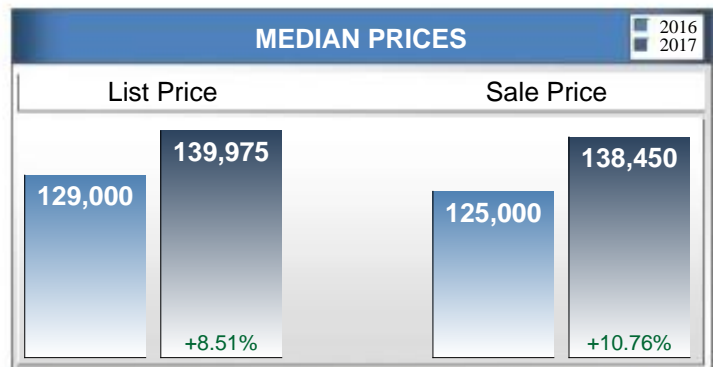 MEDIAN PRICES
2016
2017
List Price
Sale Price
129,000
139,975
+8.51%
125,000
138,450
+10.76%